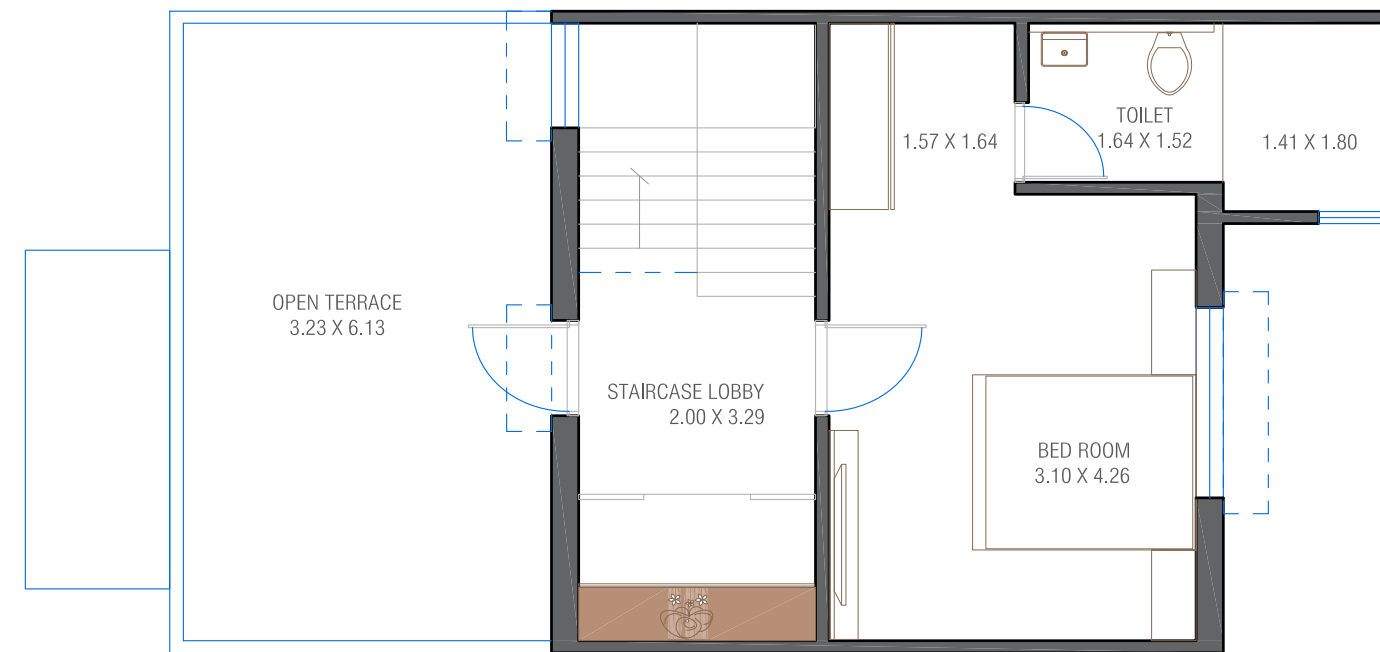 TOILET
1.64 X 1.52
1.57 X 1.64
1.41 X 1.80
OPEN TERRACE
3.23 X 6.13
STAIRCASE LOBBY
2.00 X 3.29
BED ROOM
3.10 X 4.26